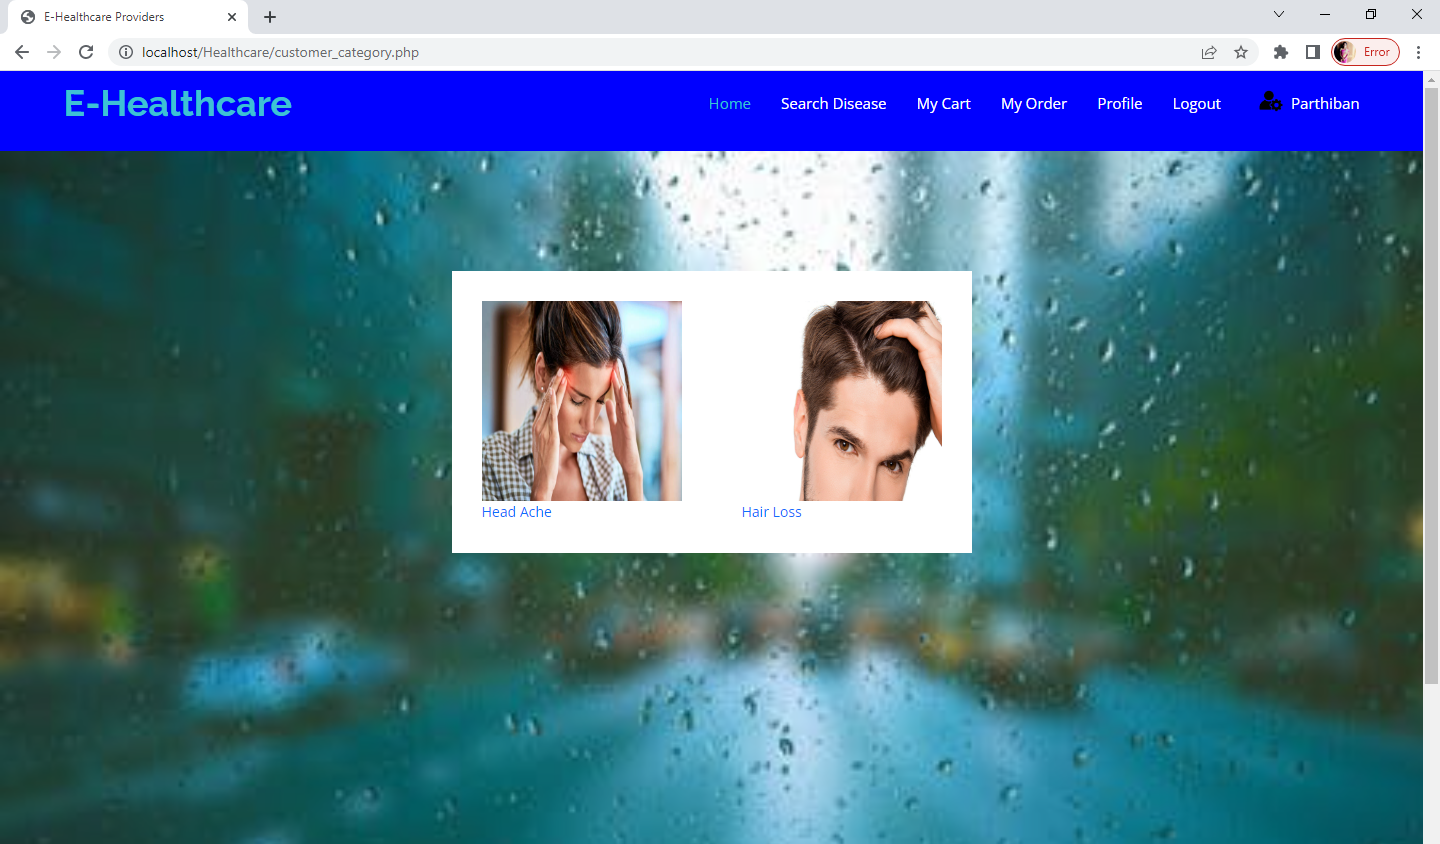 E-Healthcare Providers
localhost/Healthcare/customer_category.php
Error
E-Healthcare
Home Search Disease My Cart My Order Profile Logout Parthiban
Head Ache
Hair Loss